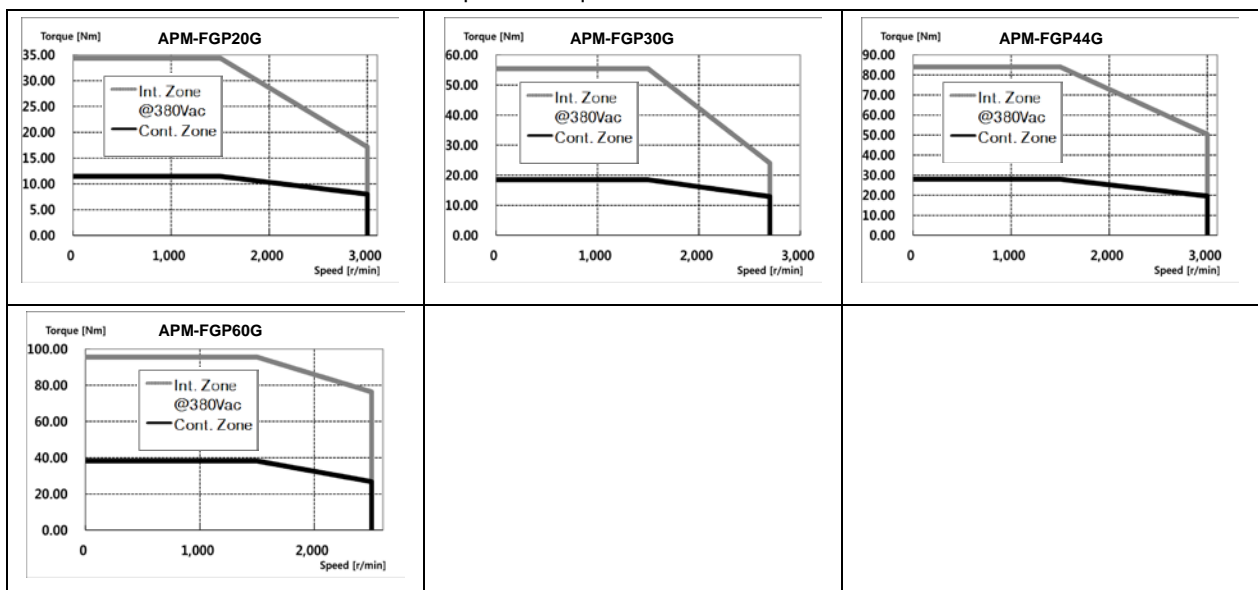 Torque [Nm] APM-FGP20G
35.00
30.00
25.00
20.00
15.00
10.00
5.00
0.00
Int. Zone
@380Vac
Cont. Zone
0 1,000 2,000 3,000
Speed [r/min]
Torque [Nm] APM-FGP30G
60.00
50.00
40.00
30.00
20.00
10.00
0.00
Int. Zone
@380Vac
Cont. Zone
0 1,000 2,000 3,000
Speed [r/min]
Torque [Nm] APM-FGP44G
90.00
80.00
70.00
60.00
50.00
40.00
30.00
20.00
10.00
0.00
Int. Zone
@380Vac
Cont. Zone
0 1,000 2,000 3,000
Speed [r/min]
Torque [Nm] APM-FGP60G
100.00
80.00
60.00
40.00
20.00
0.00
Int. Zone
@380Vac
Cont. Zone
0 1,000 2,000
Speed [r/min]